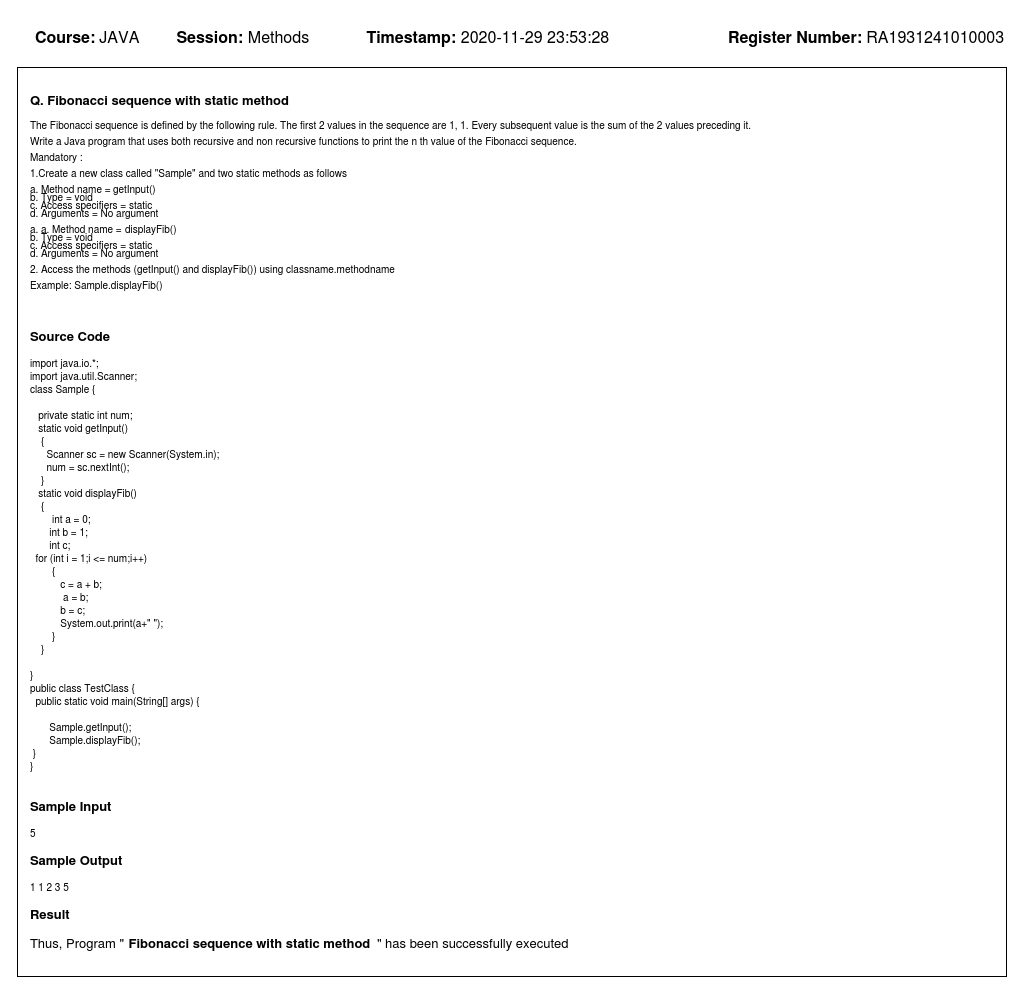 Course: JAVA Session: Methods Timestamp: 2020-11-29 23:53:28 Register Number: RA1931241010003
Q. Fibonacci sequence with static method
The Fibonacci sequence is defined by the following rule. The first 2 values in the sequence are 1, 1. Every subsequent value is the sum of the 2 values preceding it.
Write a Java program that uses both recursive and non recursive functions to print the n th value of the Fibonacci sequence.
Mandatory :
1.Create a new class called "Sample" and two static methods as follows
a. Method name = getInput()
b. Type = void
c. Access specifiers = static
d. Arguments = No argument
a. a. Method name = displayFib()
b. Type = void
c. Access specifiers = static
d. Arguments = No argument
2. Access the methods (getInput() and displayFib()) using classname.methodname
Example: Sample.displayFib()
Source Code
import java.io.*;
import java.util.Scanner;
class Sample {
private static int num;
static void getInput()
{
Scanner sc = new Scanner(System.in);
num = sc.nextInt();
}
static void displayFib()
{
int a = 0;
int b = 1;
int c;
for (int i = 1;i <= num;i++)
{
c = a + b;
a = b;
b = c;
System.out.print(a+" ");
}
}
}
public class TestClass {
public static void main(String[] args) {
Sample.getInput();
Sample.displayFib();
}
}
Sample Input
5
Sample Output
1 1 2 3 5
Result
Thus, Program " Fibonacci sequence with static method " has been successfully executed